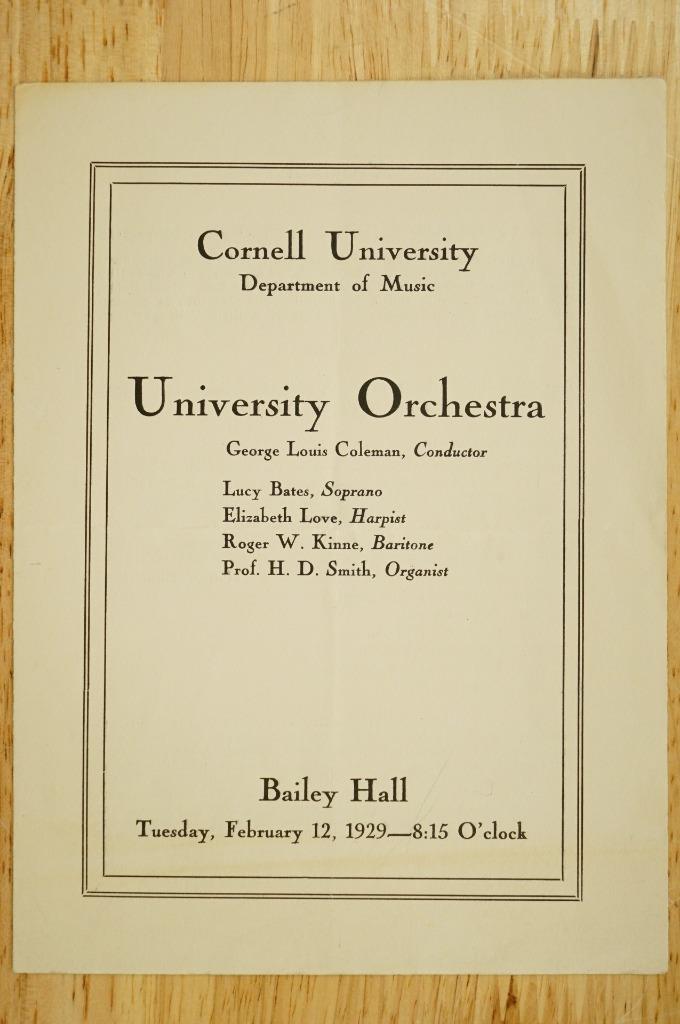 Cornell University
Department of Music
University Orchestra
George Louis Coleman, Conductor
Lucy Bates, Soprano
Elizabeth Love, Harpist
Roger W. Kinne, Baritone
Prof. H. D. Smith, Organist
Bailey Hall
Tuesday, February 12, 1929—8:15 O'clock